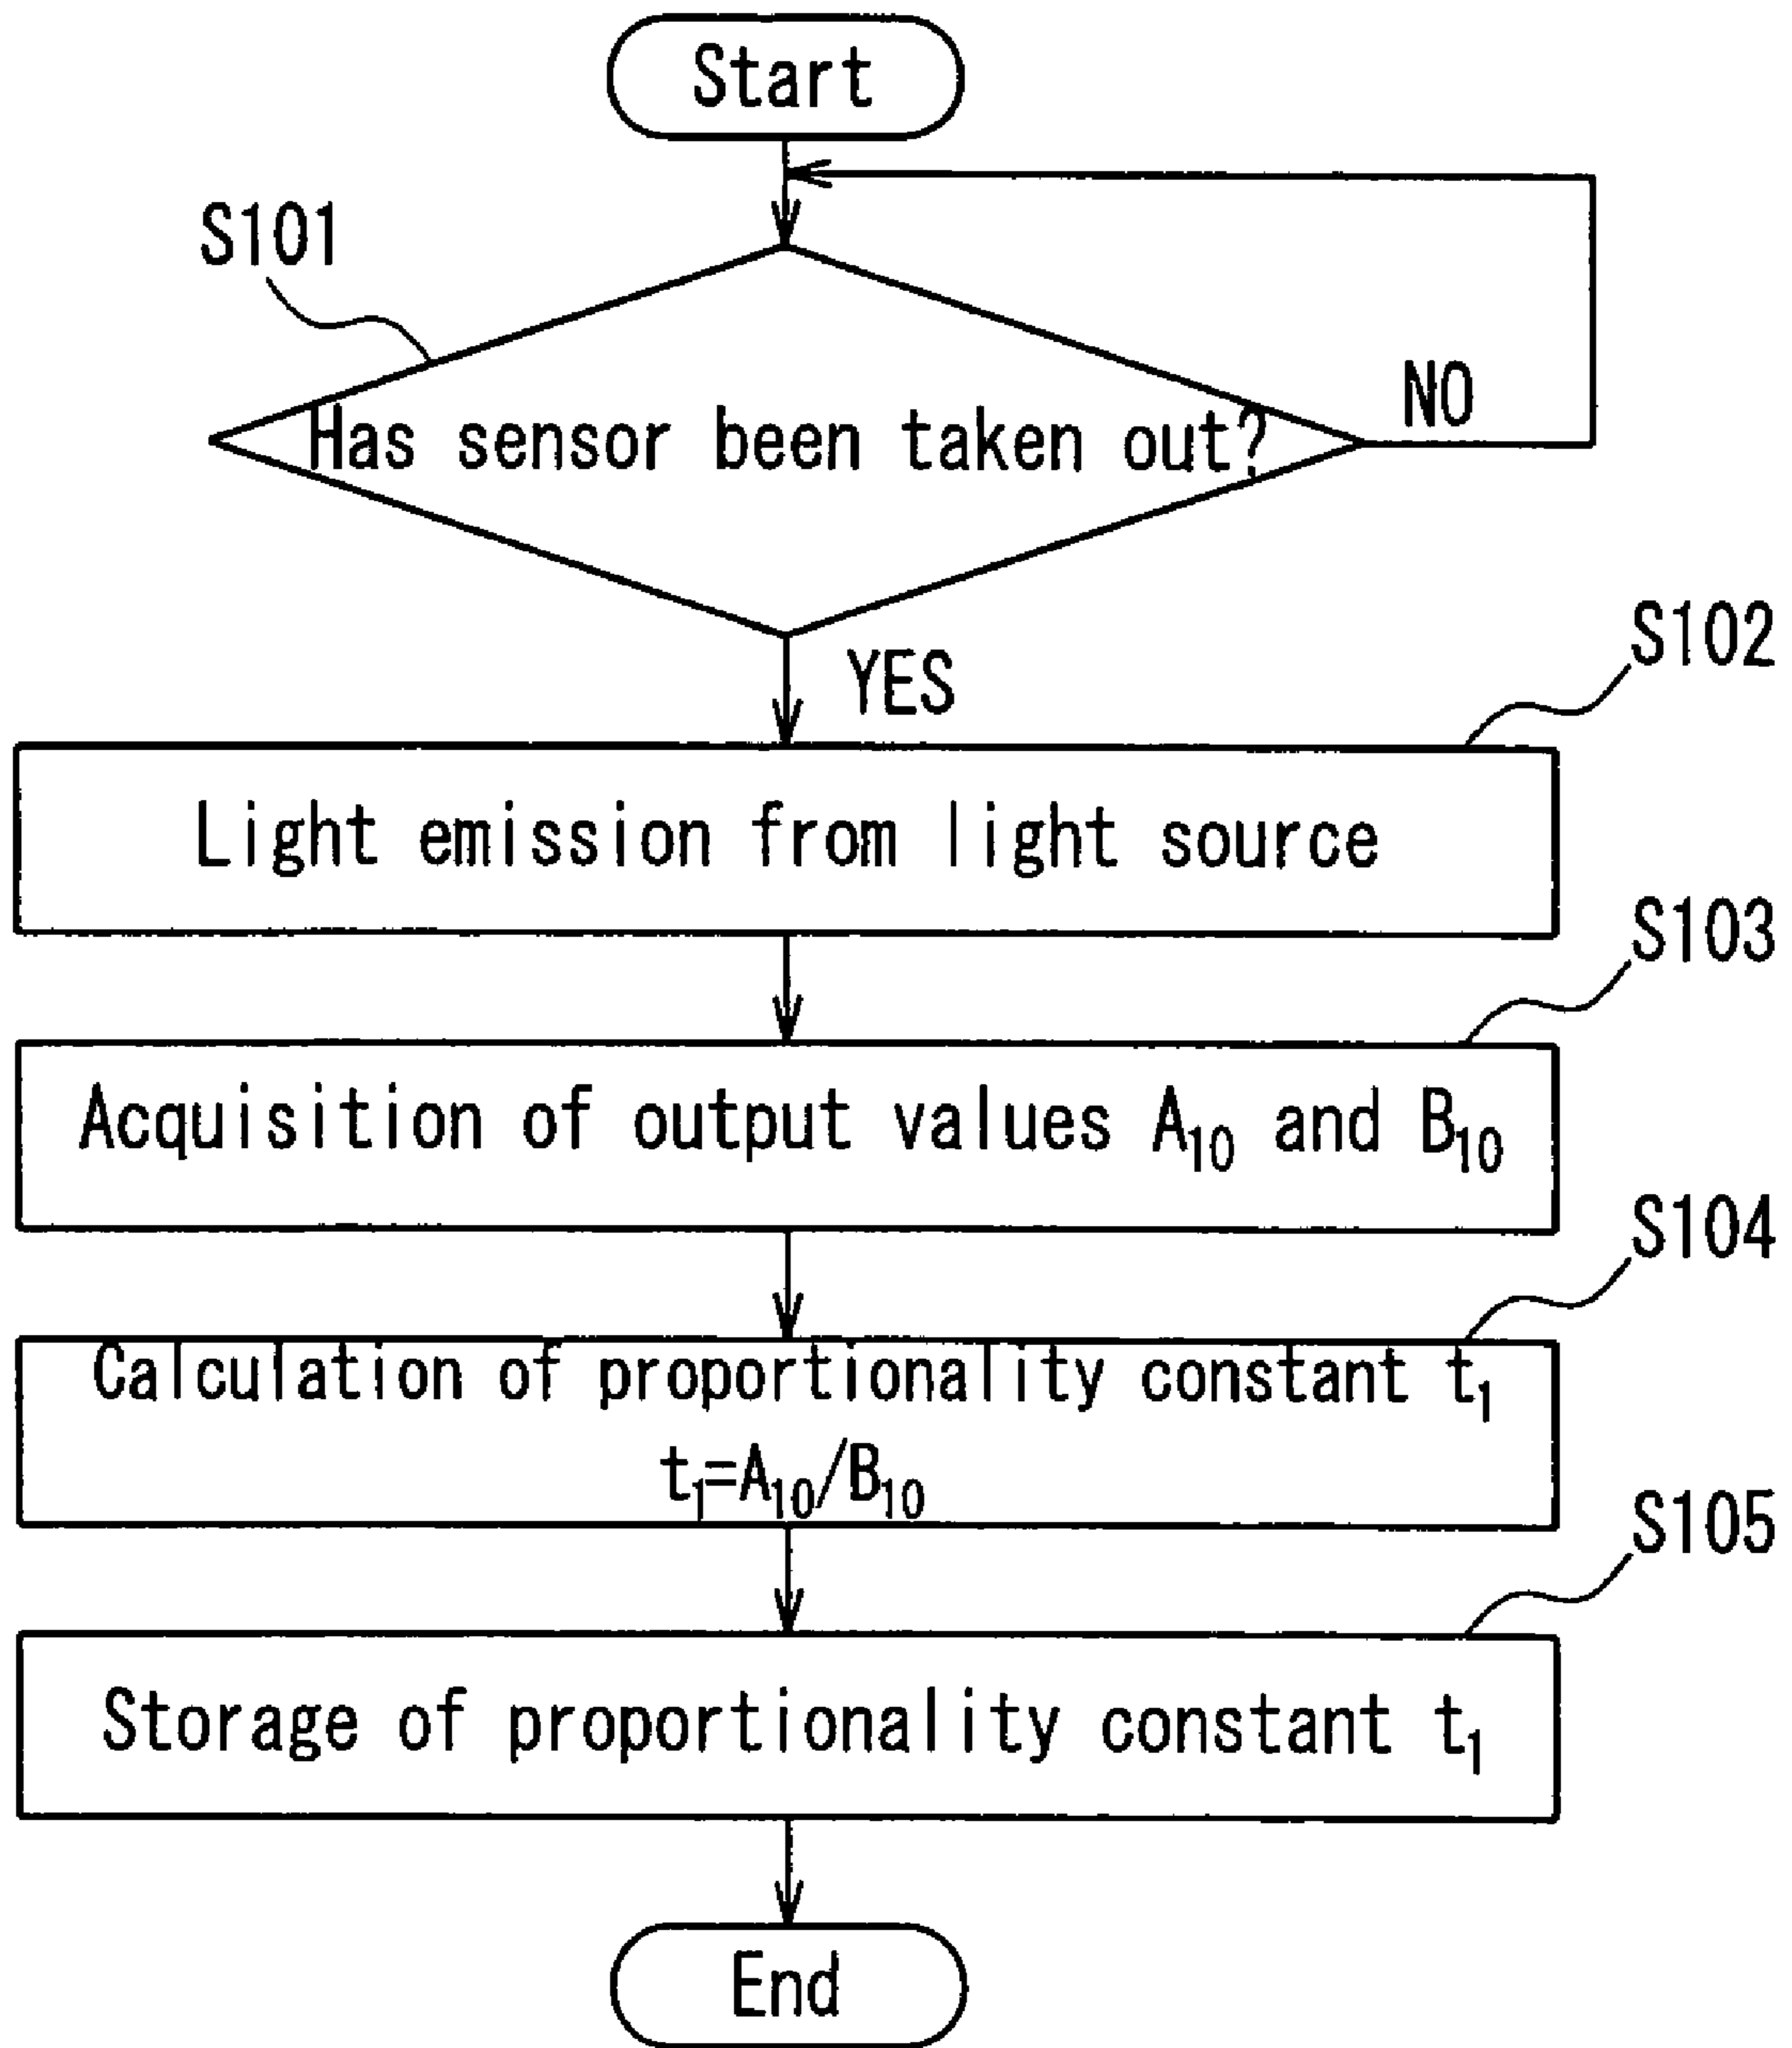 Start
S101
Has sensor been taken out?
NO
YES
S102
Light emission from light source
S103
Acquisition of output values A₁₀ and B₁₀
S104
Calculation of proportionality constant t₁
t₁=A₁₀/B₁₀
S105
Storage of proportionality constant t₁
End